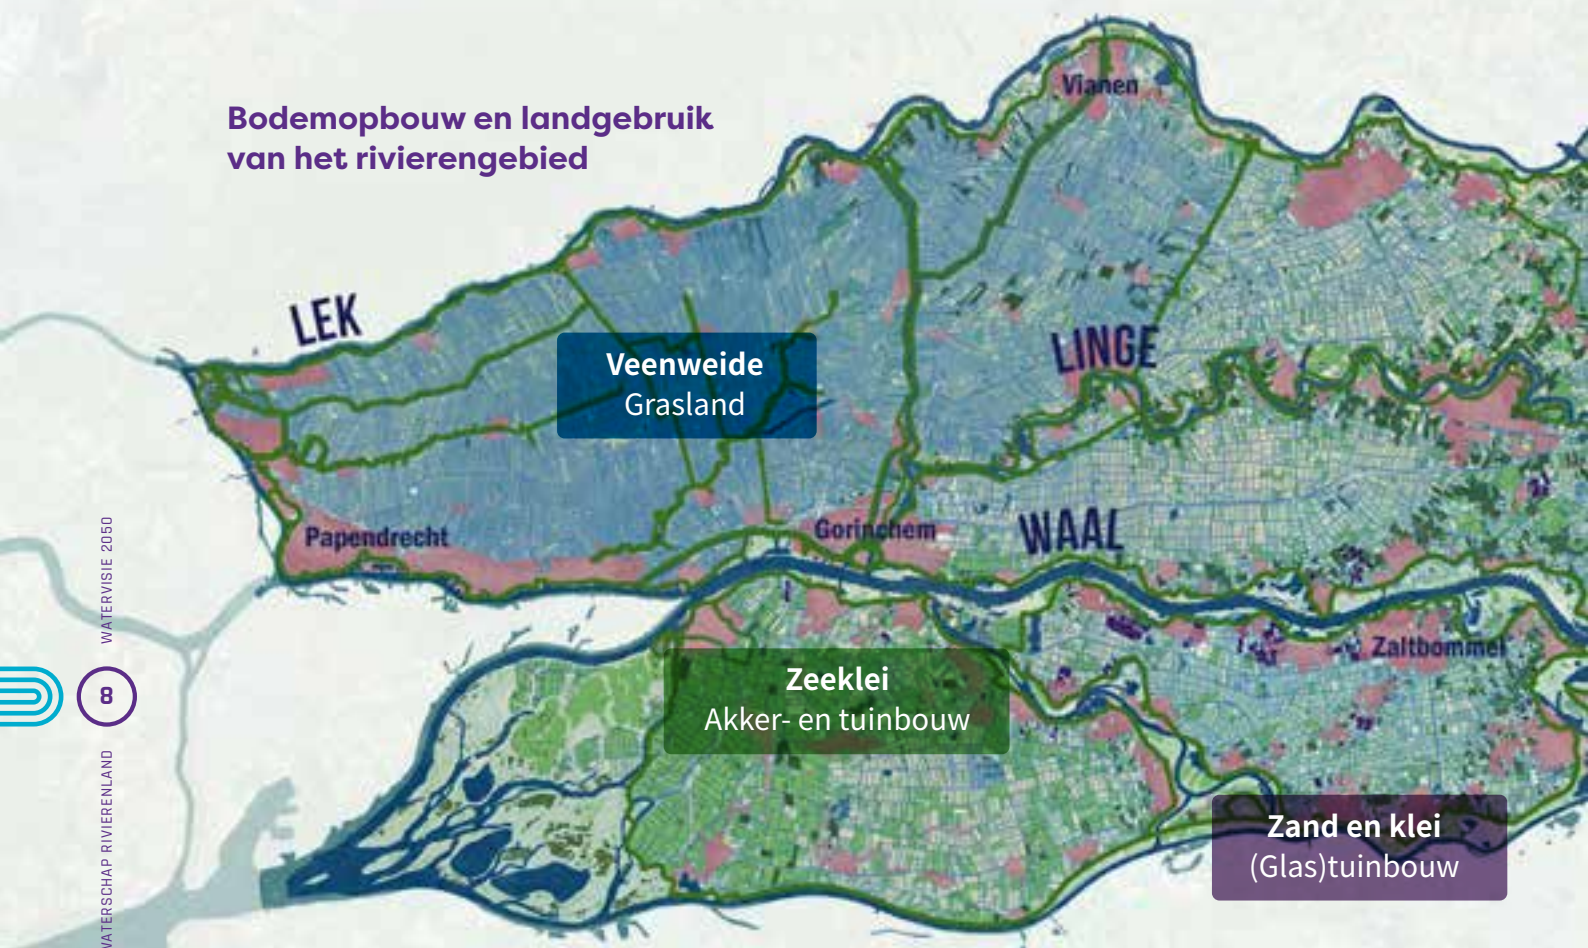 Bodemopbouw en landgebruik
van het rivierengebied
Vianen
LEK
LINGE
Veenweide
Grasland
Papendrecht
Gorinchem
WAAL
Zaltbommel
Zeeklei
Akker- en tuinbouw
Zand en klei
(Glas)tuinbouw
WATERVISIE 2050
8
WATERSCHAP RIVIERENLAND